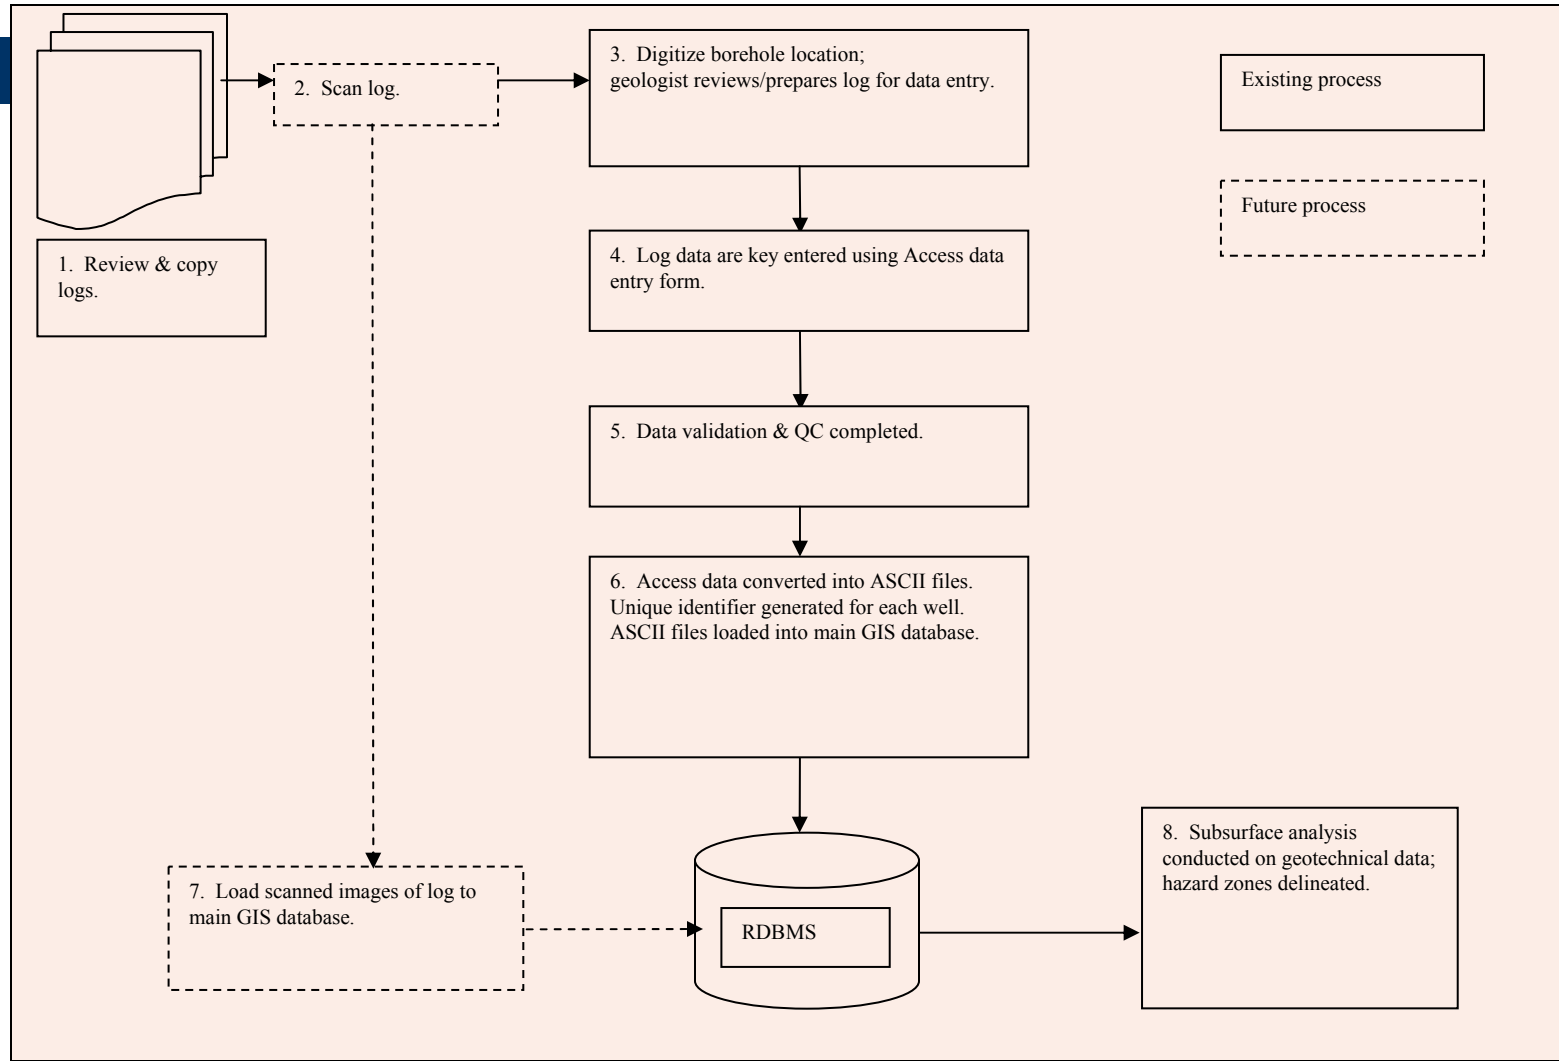 1. Review & copy
logs.
2. Scan log.
3. Digitize borehole location;
geologist reviews/prepares log for data entry.
4. Log data are key entered using Access data
entry form.
5. Data validation & QC completed.
6. Access data converted into ASCII files.
Unique identifier generated for each well.
ASCII files loaded into main GIS database.
7. Load scanned images of log to
main GIS database.
RDBMS
8. Subsurface analysis
conducted on geotechnical data;
hazard zones delineated.
Existing process
Future process